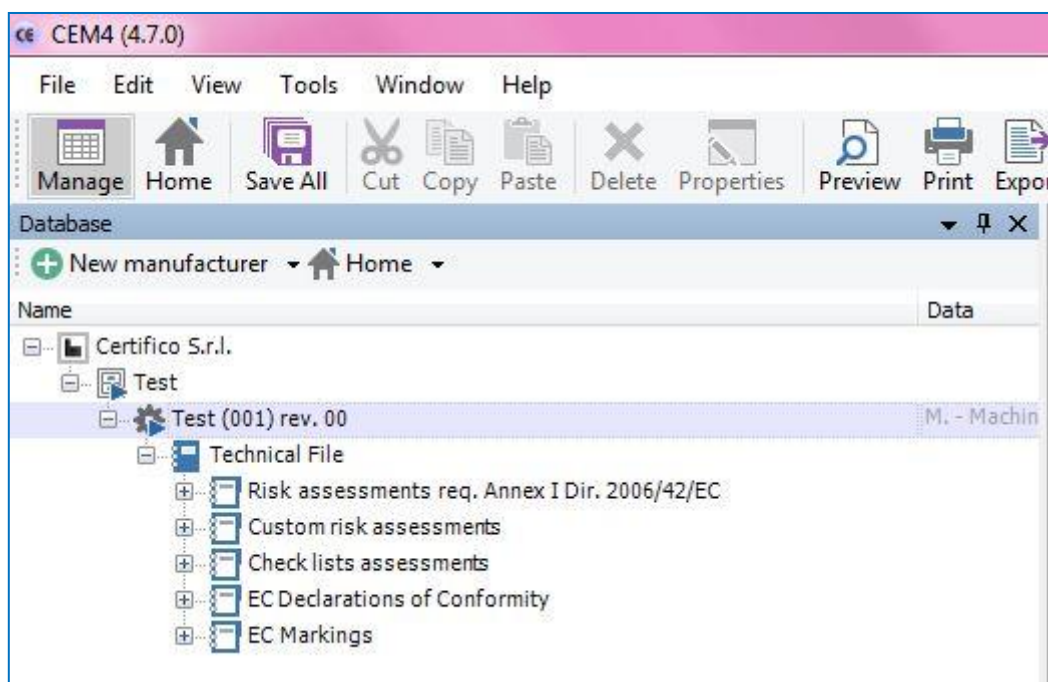 CE CEM4 (4.7.0)
File Edit View Tools Window Help
Manage Home Save All Cut Copy Paste Delete Properties Preview Print Expor
Database
New manufacturer Home
Name Data
Certifico S.r.l.
Test
Test (001) rev. 00 M. - Machin
Technical File
Risk assessments req. Annex I Dir. 2006/42/EC
Custom risk assessments
Check lists assessments
EC Declarations of Conformity
EC Markings